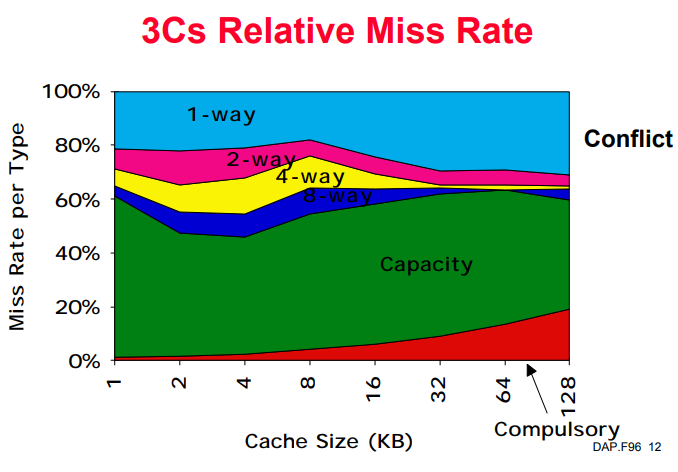 3Cs Relative Miss Rate
100%
80%
60%
40%
20%
0%
Miss Rate per Type
1-way
2-way
4-way
8-way
Capacity
Conflict
1
2
4
8
16
32
64
128
Compulsory
Cache Size (KB)
DAP.F96 12